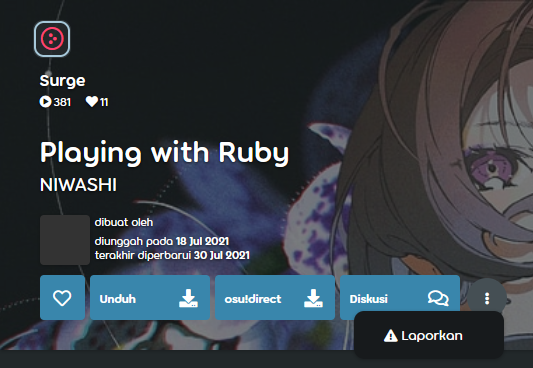 Surge
381 11
Playing with Ruby
NIWASHI
dibuat oleh
diunggah pada 18 Jul 2021
terakhir diperbarui 30 Jul 2021
Unduh osu!direct Diskusi
Laporkan